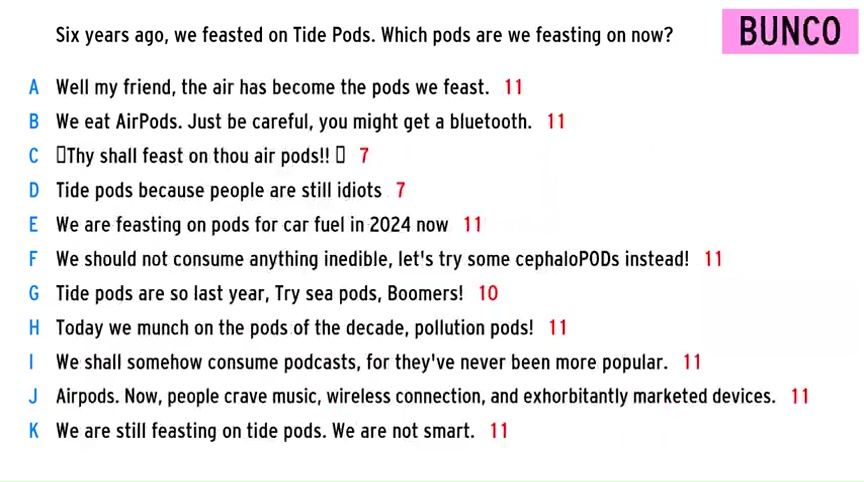 Six years ago, we feasted on Tide Pods. Which pods are we feasting on now?
BUNCO
A Well my friend, the air has become the pods we feast. 11
B We eat AirPods. Just be careful, you might get a bluetooth. 11
C ▯Thy shall feast on thou air pods!! ▯ 7
D Tide pods because people are still idiots 7
E We are feasting on pods for car fuel in 2024 now 11
F We should not consume anything inedible, let's try some cephaloPODs instead! 11
G Tide pods are so last year, Try sea pods, Boomers! 10
H Today we munch on the pods of the decade, pollution pods! 11
I We shall somehow consume podcasts, for they've never been more popular. 11
J Airpods. Now, people crave music, wireless connection, and exhorbitantly marketed devices. 11
K We are still feasting on tide pods. We are not smart. 11